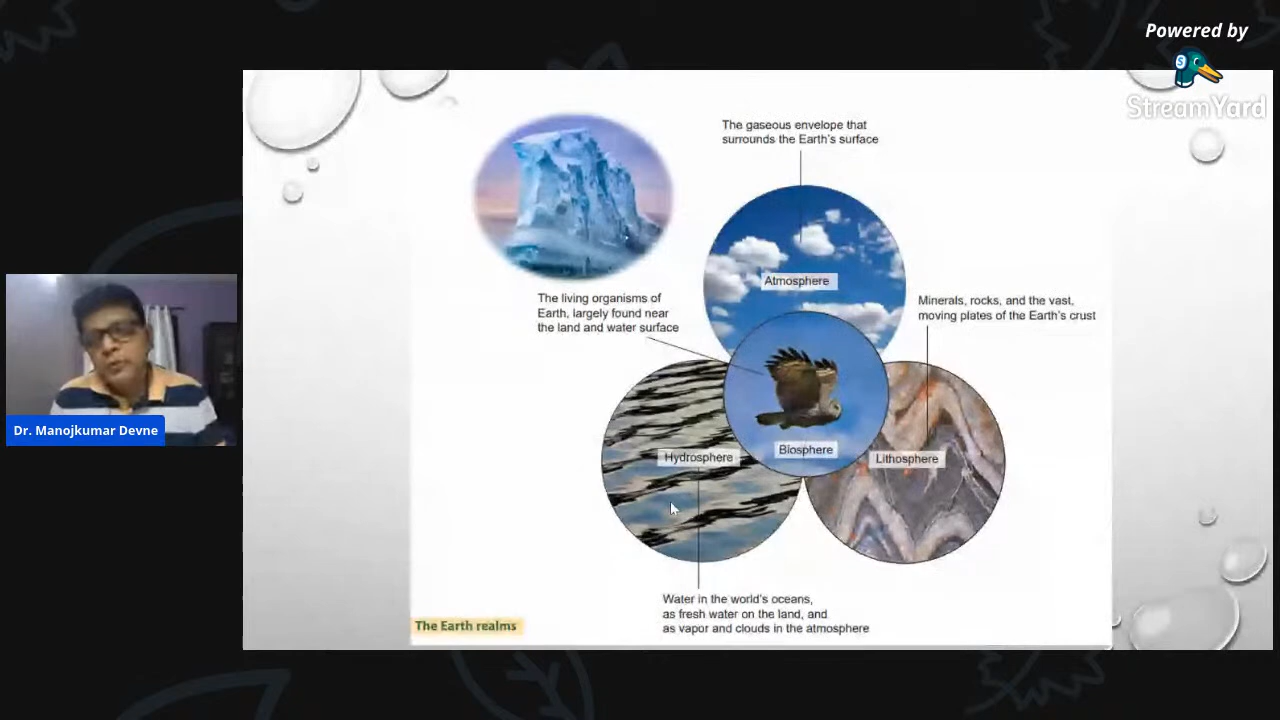 Powered by
StreamYard
The gaseous envelope that
surrounds the Earth's surface
Atmosphere
The living organisms of
Earth, largely found near
the land and water surface
Minerals, rocks, and the vast,
moving plates of the Earth's crust
Dr. Manojkumar Devne
Hydrosphere
Biosphere
Lithosphere
Water in the world's oceans,
as fresh water on the land, and
as vapor and clouds in the atmosphere
The Earth realms